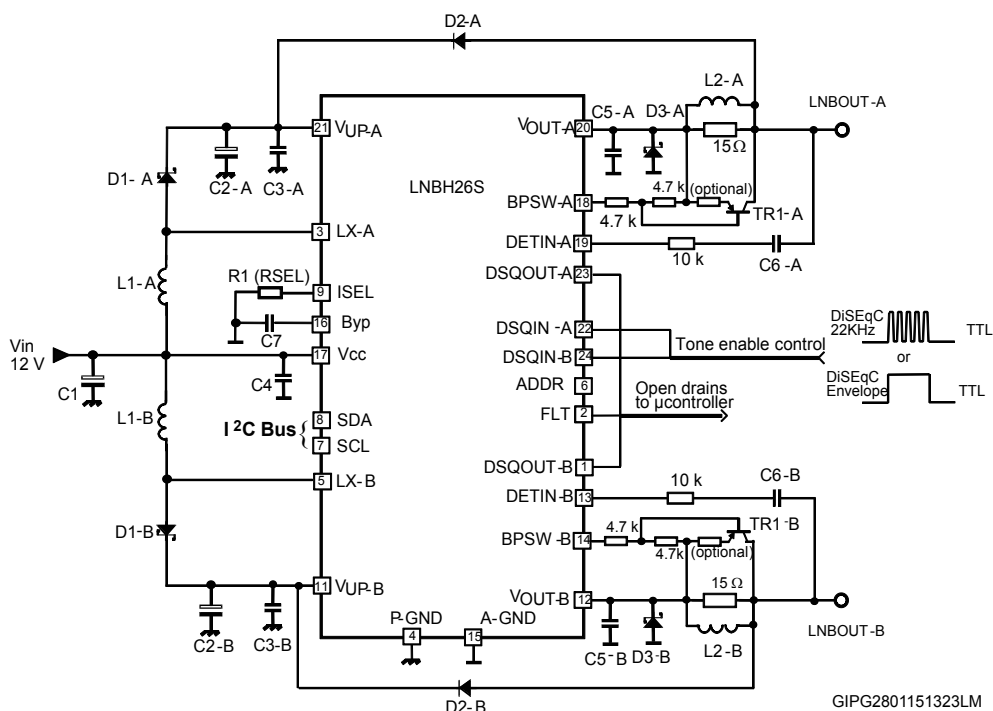 D2-A
L2-A
C5-A
D3-A
LNBOUT-A
21
VUP-A
VOUT-A
20
15Ω
D1- A
C2-A
C3-A
LNBH26S
BPSW-A
18
4.7 k
(optional)
4.7 k
TR1-A
3
LX-A
DETIN-A
19
10 k
C6 -A
L1-A
R1 (RSEL)
9
ISEL
DSQOUT-A
23
C7
16
Byp
DSQIN -A
22
DiSEqC
22KHz
TTL
Vin
12 V
17
Vcc
DSQIN-B
24
Tone enable control
or
C1
C4
ADDR
6
DiSEqC
Envelope
TTL
L1-B
8
SDA
FLT
2
Open drains
to µcontroller
I ²C Bus
{
7
SCL
5
LX-B
DSQOUT-B
1
DETIN-B
13
10 k
C6-B
D1-B
BPSW -B
14
4.7 k
4.7k
(optional)
TR1-B
11
VUP-B
VOUT-B
12
15 Ω
C2-B
C3-B
P-GND
4
A-GND
15
C5-B
D3-B
L2-B
LNBOUT-B
D2-B
GIPG2801151323LM